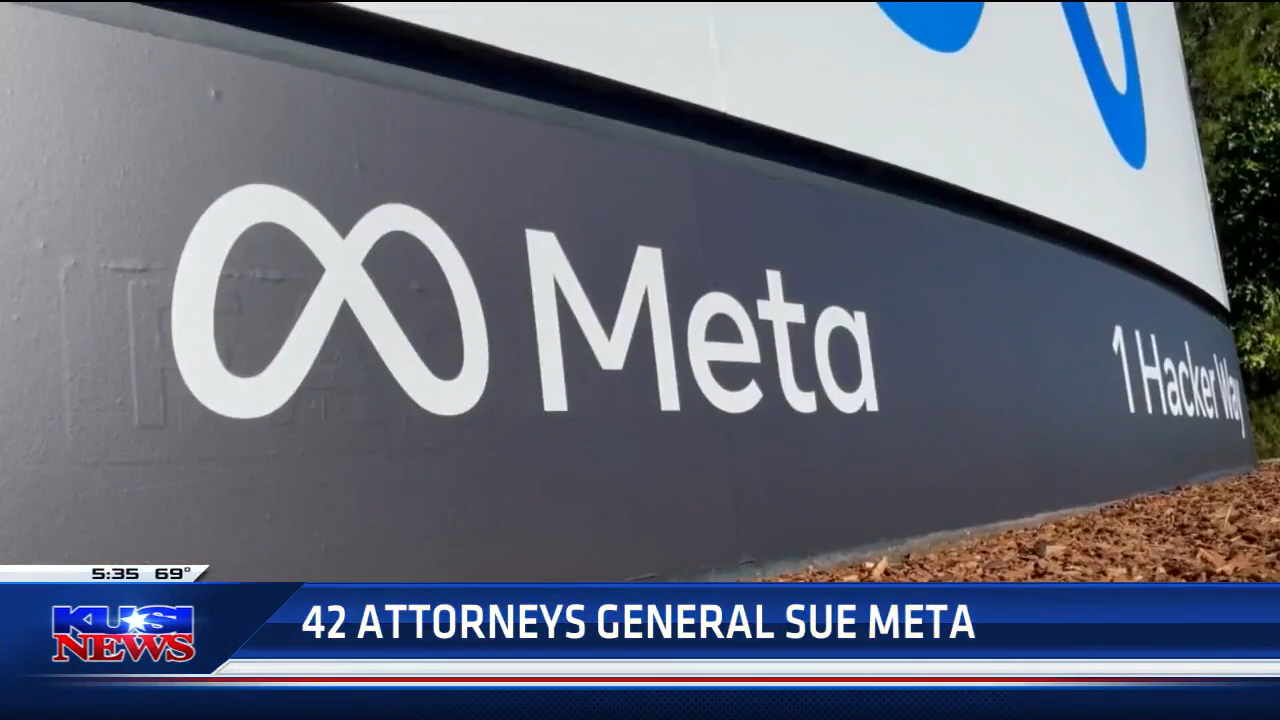 Meta
1 Hacker Way
5:35 69°
KUSI
NEWS
42 ATTORNEYS GENERAL SUE META